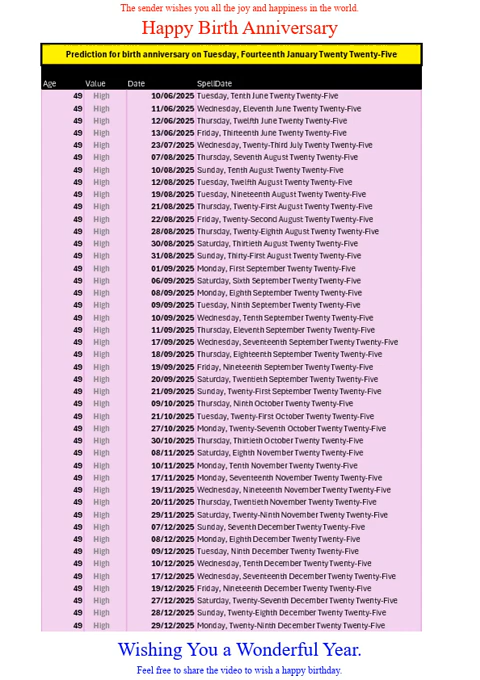 The sender wishes you all the joy and happiness in the world.
Happy Birth Anniversary
Prediction for birth anniversary on Tuesday, Fourteenth January Twenty Twenty-Five
Age Value Date SpellDate
49 High 10/06/2025 Tuesday, Tenth June Twenty Twenty-Five
49 High 11/06/2025 Wednesday, Eleventh June Twenty Twenty-Five
49 High 12/06/2025 Thursday, Twelfth June Twenty Twenty-Five
49 High 13/06/2025 Friday, Thirteenth June Twenty Twenty-Five
49 High 23/07/2025 Wednesday, Twenty-Third July Twenty Twenty-Five
49 High 07/08/2025 Thursday, Seventh August Twenty Twenty-Five
49 High 10/08/2025 Sunday, Tenth August Twenty Twenty-Five
49 High 12/08/2025 Tuesday, Twelfth August Twenty Twenty-Five
49 High 19/08/2025 Tuesday, Nineteenth August Twenty Twenty-Five
49 High 21/08/2025 Thursday, Twenty-First August Twenty Twenty-Five
49 High 22/08/2025 Friday, Twenty-Second August Twenty Twenty-Five
49 High 28/08/2025 Thursday, Twenty-Eighth August Twenty Twenty-Five
49 High 30/08/2025 Saturday, Thirtieth August Twenty Twenty-Five
49 High 31/08/2025 Sunday, Thirty-First August Twenty Twenty-Five
49 High 01/09/2025 Monday, First September Twenty Twenty-Five
49 High 06/09/2025 Saturday, Sixth September Twenty Twenty-Five
49 High 08/09/2025 Monday, Eighth September Twenty Twenty-Five
49 High 09/09/2025 Tuesday, Ninth September Twenty Twenty-Five
49 High 10/09/2025 Wednesday, Tenth September Twenty Twenty-Five
49 High 11/09/2025 Thursday, Eleventh September Twenty Twenty-Five
49 High 17/09/2025 Wednesday, Seventeenth September Twenty Twenty-Five
49 High 18/09/2025 Thursday, Eighteenth September Twenty Twenty-Five
49 High 19/09/2025 Friday, Nineteenth September Twenty Twenty-Five
49 High 20/09/2025 Saturday, Twentieth September Twenty Twenty-Five
49 High 21/09/2025 Sunday, Twenty-First September Twenty Twenty-Five
49 High 09/10/2025 Thursday, Ninth October Twenty Twenty-Five
49 High 21/10/2025 Tuesday, Twenty-First October Twenty Twenty-Five
49 High 27/10/2025 Monday, Twenty-Seventh October Twenty Twenty-Five
49 High 30/10/2025 Thursday, Thirtieth October Twenty Twenty-Five
49 High 08/11/2025 Saturday, Eighth November Twenty Twenty-Five
49 High 10/11/2025 Monday, Tenth November Twenty Twenty-Five
49 High 17/11/2025 Monday, Seventeenth November Twenty Twenty-Five
49 High 19/11/2025 Wednesday, Nineteenth November Twenty Twenty-Five
49 High 20/11/2025 Thursday, Twentieth November Twenty Twenty-Five
49 High 29/11/2025 Saturday, Twenty-Ninth November Twenty Twenty-Five
49 High 07/12/2025 Sunday, Seventh December Twenty Twenty-Five
49 High 08/12/2025 Monday, Eighth December Twenty Twenty-Five
49 High 09/12/2025 Tuesday, Ninth December Twenty Twenty-Five
49 High 10/12/2025 Wednesday, Tenth December Twenty Twenty-Five
49 High 17/12/2025 Wednesday, Seventeenth December Twenty Twenty-Five
49 High 19/12/2025 Friday, Nineteenth December Twenty Twenty-Five
49 High 27/12/2025 Saturday, Twenty-Seventh December Twenty Twenty-Five
49 High 28/12/2025 Sunday, Twenty-Eighth December Twenty Twenty-Five
49 High 29/12/2025 Monday, Twenty-Ninth December Twenty Twenty-Five
Wishing You a Wonderful Year.
Feel free to share the video to wish a happy birthday.